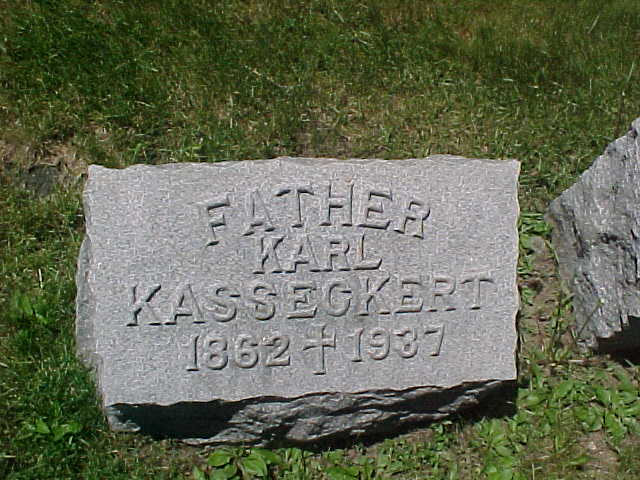 FATHER
KARL
KASSECKERT
1862 ✝ 1937